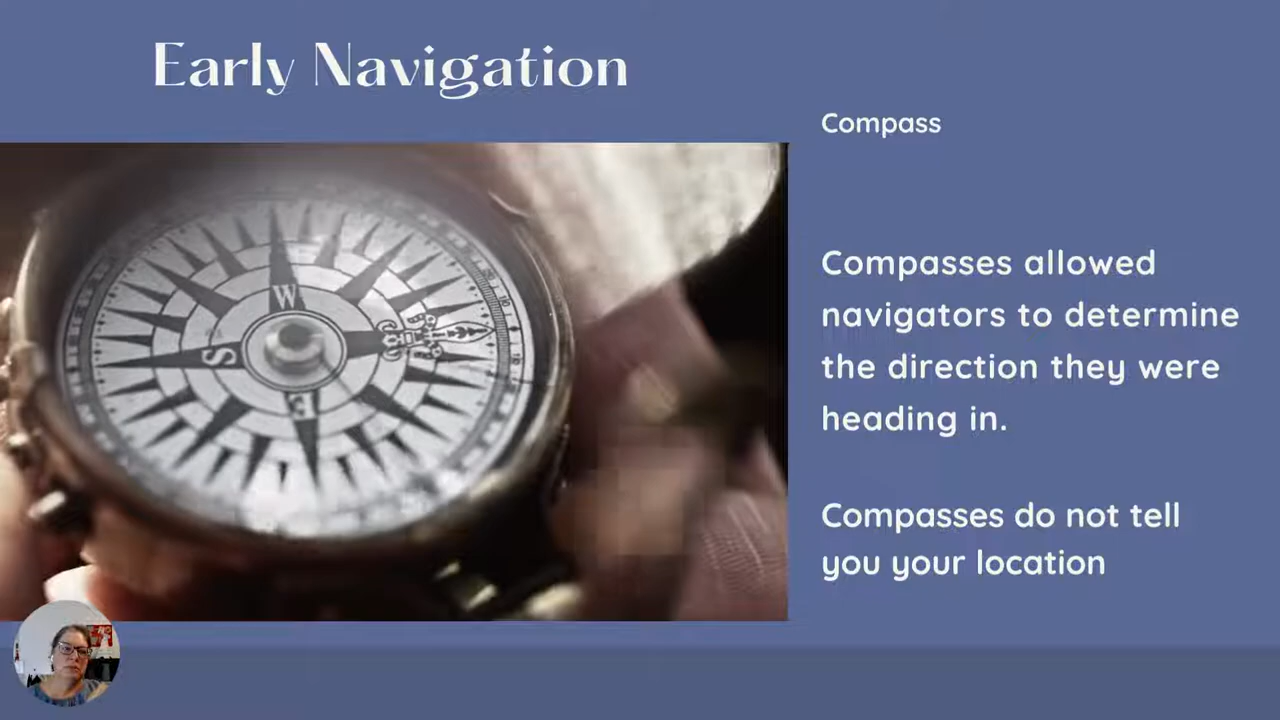 Early Navigation
Compass
Compasses allowed
navigators to determine
the direction they were
heading in.
Compasses do not tell
you your location
W
S
E